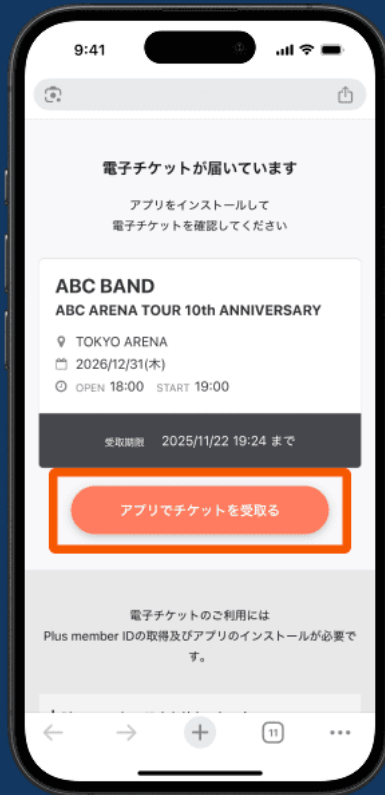 9:41
電子チケットが届いています
アプリをインストールして
電子チケットを確認してください
ABC BAND
ABC ARENA TOUR 10th ANNIVERSARY
TOKYO ARENA
2026/12/31(木)
OPEN 18:00 START 19:00
受取期限 2025/11/22 19:24 まで
アプリでチケットを受取る
電子チケットのご利用には
Plus member IDの取得及びアプリのインストールが必要で
す。
11